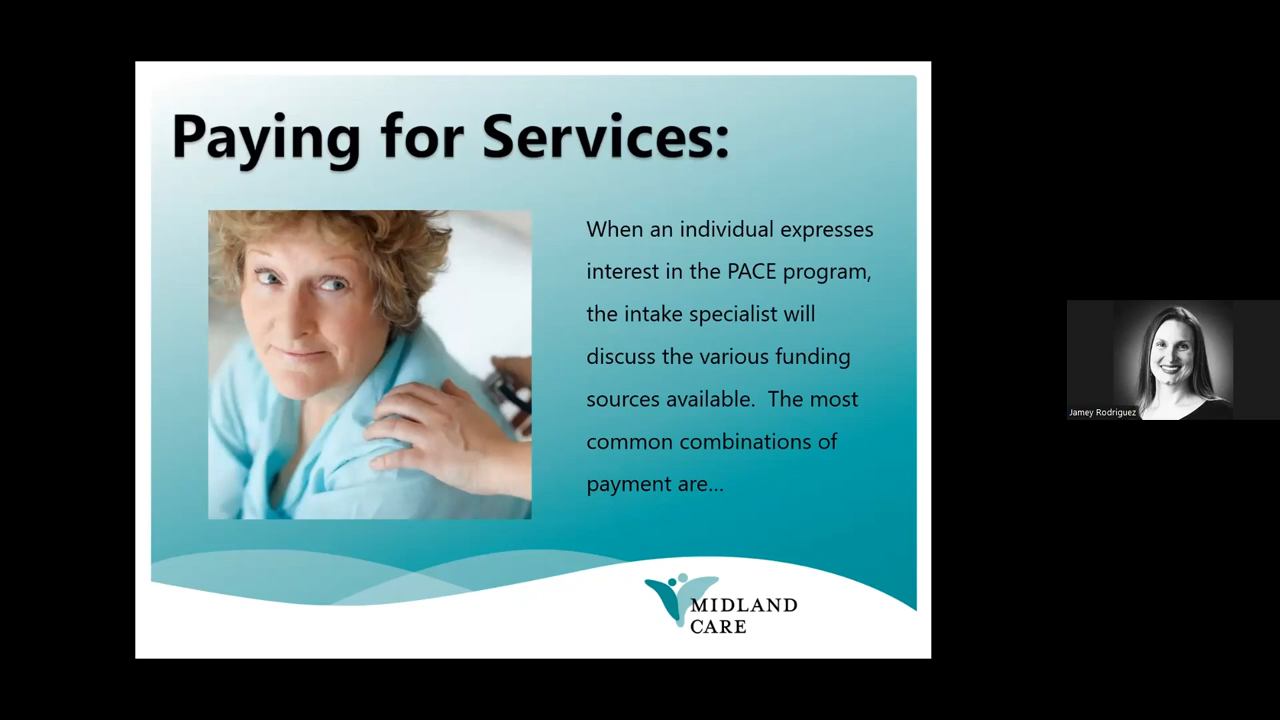 Paying for Services:
When an individual expresses
interest in the PACE program,
the intake specialist will
discuss the various funding
sources available.  The most
common combinations of
payment are...
MIDLAND
CARE
Jamey Rodriguez